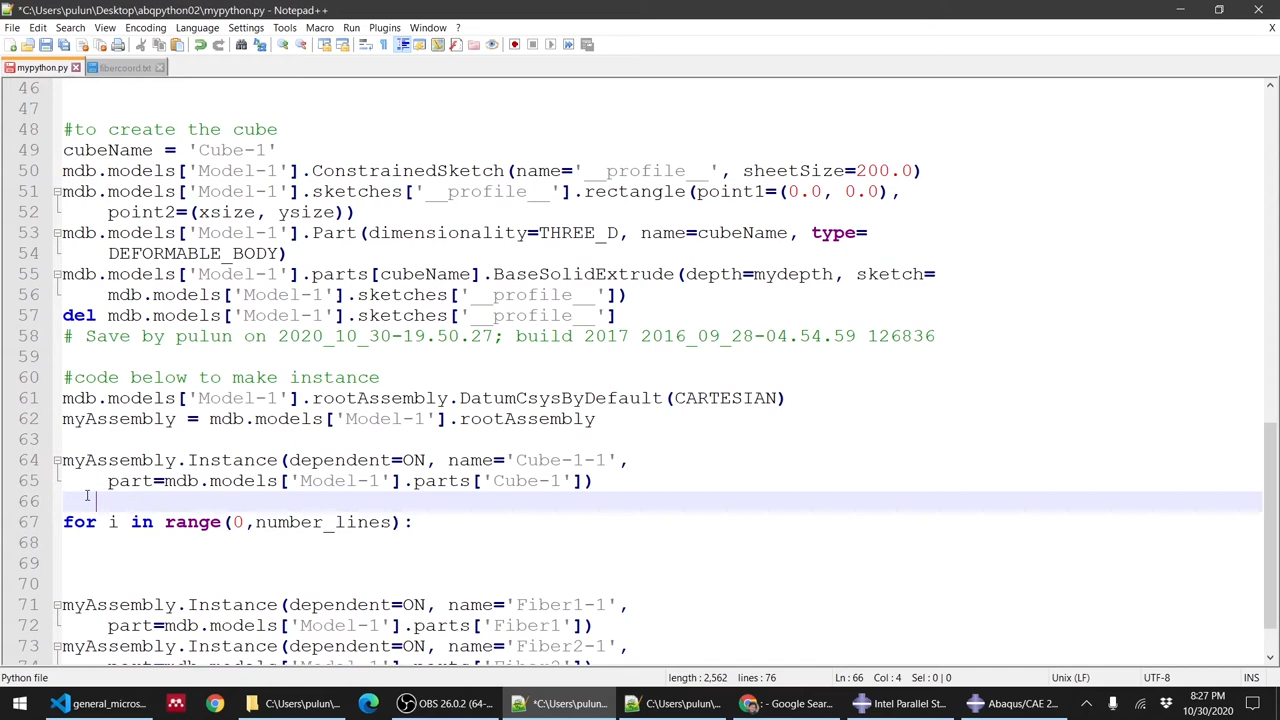 *C:\Users\pulun\Desktop\abqpython02\mypython.py - Notepad++
File Edit Search View Encoding Language Settings Tools Macro Run Plugins Window ?
X
mypython.py fibercoord.txt
46
47
48 #to create the cube
49 cubeName = 'Cube-1'
50 mdb.models['Model-1'].ConstrainedSketch(name='__profile__', sheetSize=200.0)
51 mdb.models['Model-1'].sketches['__profile__'].rectangle(point1=(0.0, 0.0),
52 point2=(xsize, ysize))
53 mdb.models['Model-1'].Part(dimensionality=THREE_D, name=cubeName, type=
54 DEFORMABLE_BODY)
55 mdb.models['Model-1'].parts[cubeName].BaseSolidExtrude(depth=mydepth, sketch=
56 mdb.models['Model-1'].sketches['__profile__'])
57 del mdb.models['Model-1'].sketches['__profile__']
58 # Save by pulun on 2020_10_30-19.50.27; build 2017 2016_09_28-04.54.59 126836
59
60 #code below to make instance
61 mdb.models['Model-1'].rootAssembly.DatumCsysByDefault(CARTESIAN)
62 myAssembly = mdb.models['Model-1'].rootAssembly
63
64 myAssembly.Instance(dependent=ON, name='Cube-1-1',
65 part=mdb.models['Model-1'].parts['Cube-1'])
66
67 for i in range(0,number_lines):
68
69
70
71 myAssembly.Instance(dependent=ON, name='Fiber1-1',
72 part=mdb.models['Model-1'].parts['Fiber1'])
73 myAssembly.Instance(dependent=ON, name='Fiber2-1',
Python file length : 2,562 lines : 76 Ln : 66 Col : 4 Sel : 0 | 0 Unix (LF) UTF-8 INS
general_micros... C:\Users\pulun\... OBS 26.0.2 (64-... *C:\Users\pulun... C:\Users\pulun\... : - Google Sear... Intel Parallel St... Abaqus/CAE 2... 8:27 PM
10/30/2020